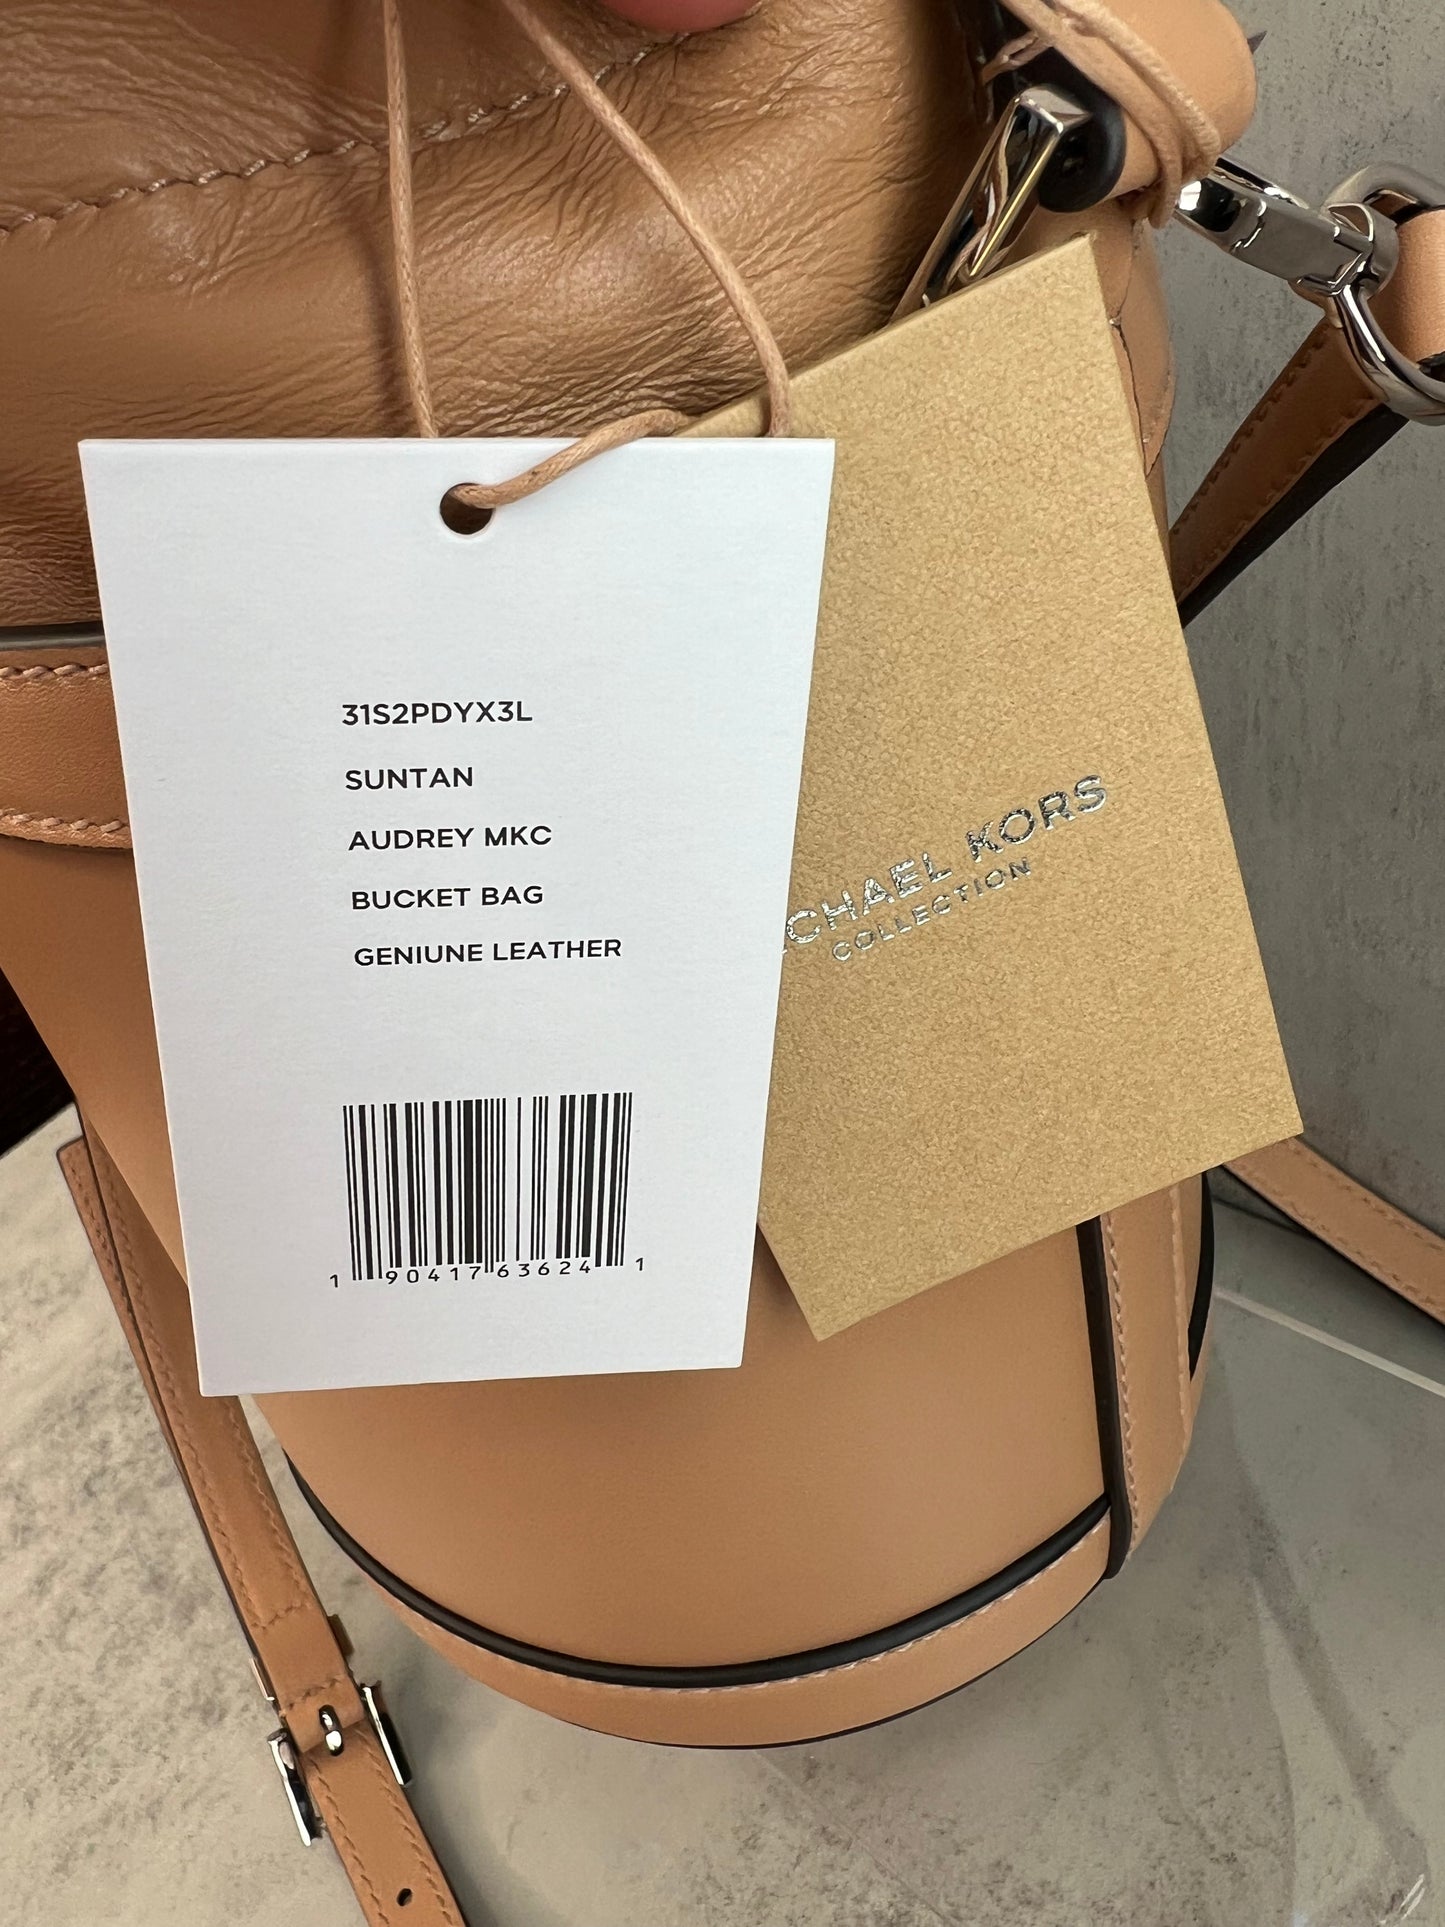 31S2PDYX3L
SUNTAN
AUDREY MKC
BUCKET BAG
GENIUNE LEATHER
1 90417 63624 1
CHAEL KORS
COLLECTION